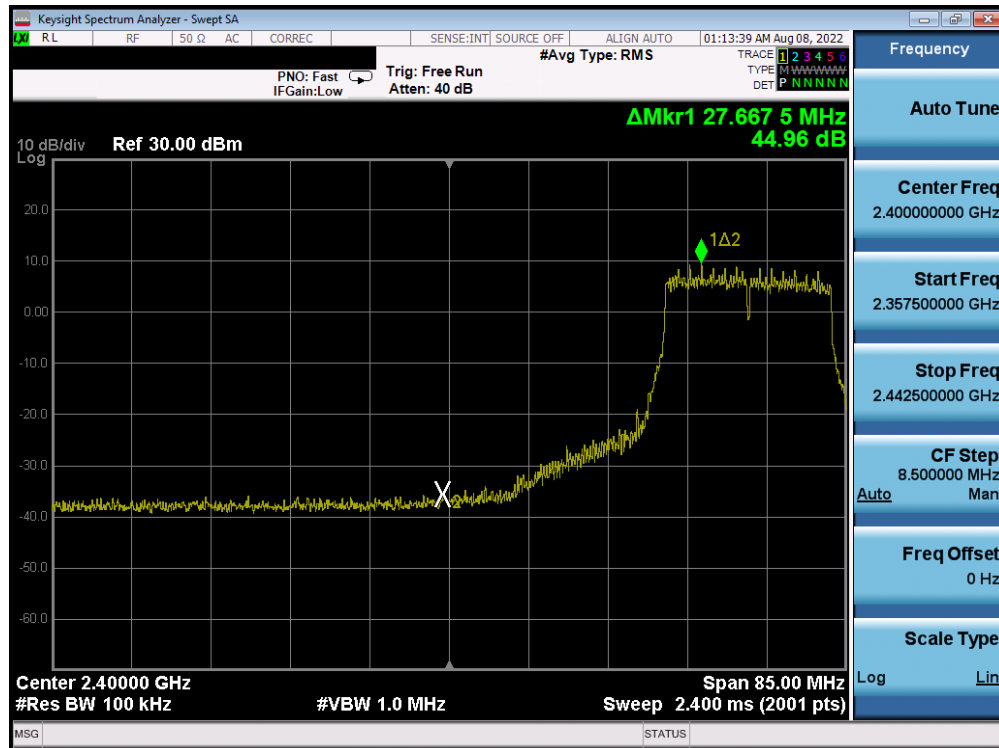 Keysight Spectrum Analyzer - Swept SA
LXI RL RF 50 Ω AC CORREC SENSE:INT SOURCE OFF ALIGN AUTO 01:13:39 AM Aug 08, 2022
PNO: Fast
IFGain:Low
Trig: Free Run
Atten: 40 dB
#Avg Type: RMS
TRACE 1 2 3 4 5 6
TYPE M WWWWW
DET P N N N N N
ΔMkr1 27.667 5 MHz
44.96 dB
10 dB/div
Log
Ref 30.00 dBm
20.0
10.0
0.00
-10.0
-20.0
-30.0
-40.0
-50.0
-60.0
1Δ2
X2
Center 2.40000 GHz
#Res BW 100 kHz
#VBW 1.0 MHz
Span 85.00 MHz
Sweep 2.400 ms (2001 pts)
MSG
STATUS
Frequency
Auto Tune
Center Freq
2.400000000 GHz
Start Freq
2.357500000 GHz
Stop Freq
2.442500000 GHz
CF Step
8.500000 MHz
Auto Man
Freq Offset
0 Hz
Scale Type
Log Lin